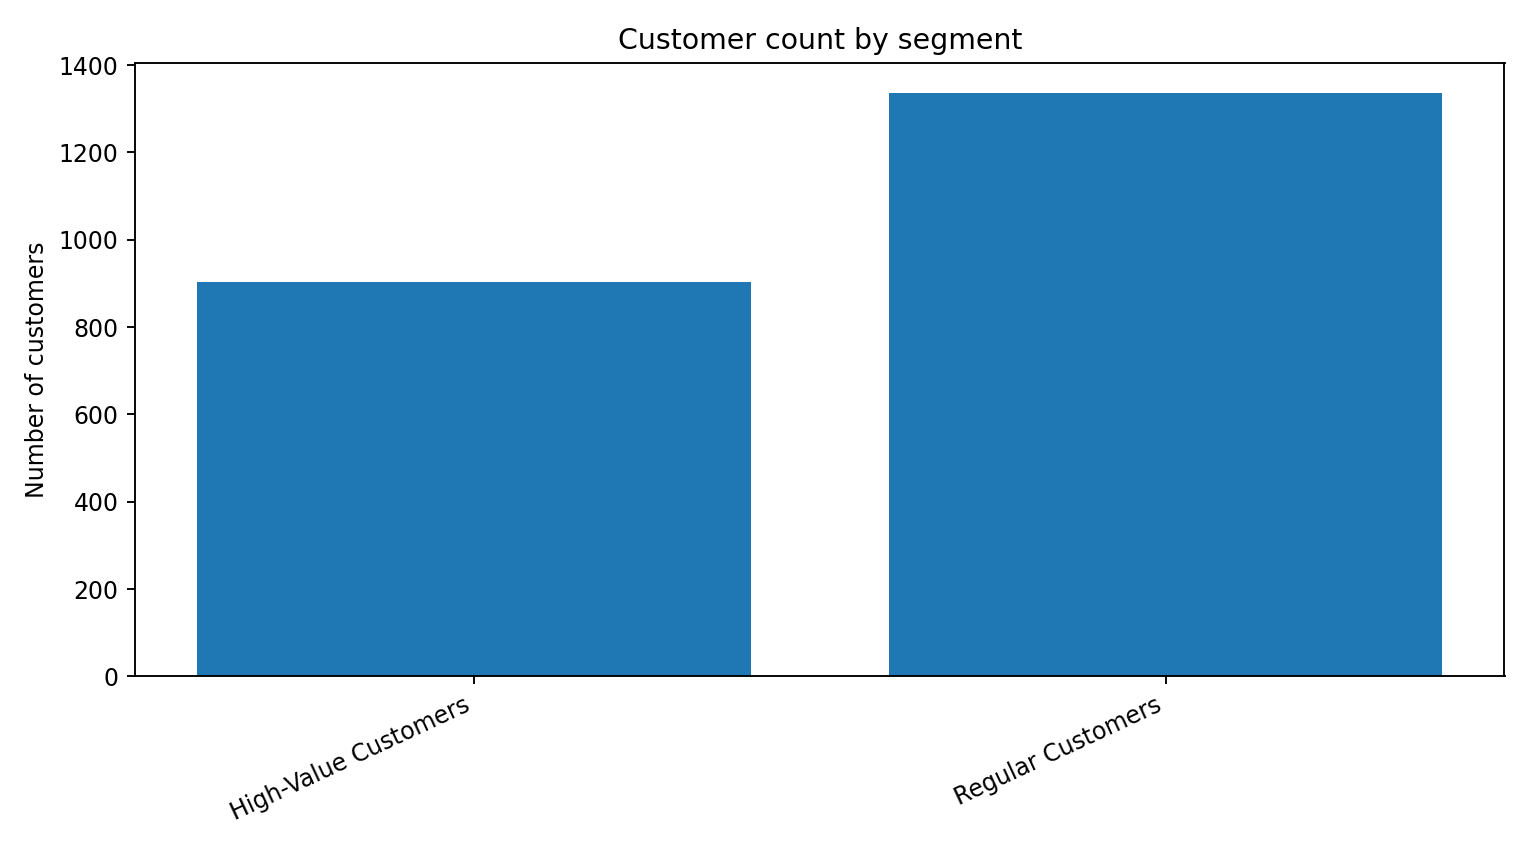 Customer count by segment
1400
1200
1000
800
600
400
200
0
Number of customers
High-Value Customers
Regular Customers